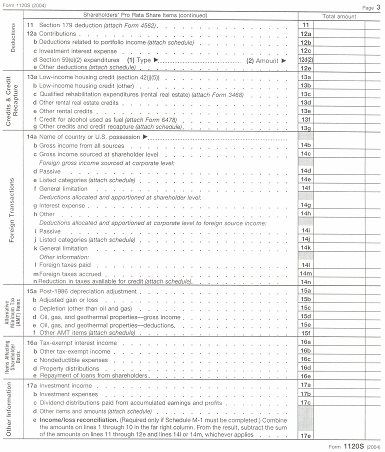 Form 1120S (2004) Page 3
Shareholders' Pro Rata Share Items (continued) Total amount
Deductions
11 Section 179 deduction (attach Form 4562) 11
12a Contributions 12a
b Deductions related to portfolio income (attach schedule) 12b
c Investment interest expense 12c
d Section 59(e)(2) expenditures (1) Type ▶ (2) Amount ▶ 12d(2)
e Other deductions (attach schedule) 12e
Credits & Credit Recapture
13a Low-income housing credit (section 42(j)(5)) 13a
b Low-income housing credit (other) 13b
c Qualified rehabilitation expenditures (rental real estate) (attach Form 3468) 13c
d Other rental real estate credits 13d
e Other rental credits 13e
f Credit for alcohol used as fuel (attach Form 6478) 13f
g Other credits and credit recapture (attach schedule) 13g
Foreign Transactions
14a Name of country or U.S. possession ▶
b Gross income from all sources 14b
c Gross income sourced at shareholder level 14c
Foreign gross income sourced at corporate level:
d Passive 14d
e Listed categories (attach schedule) 14e
f General limitation 14f
Deductions allocated and apportioned at shareholder level:
g Interest expense 14g
h Other 14h
Deductions allocated and apportioned at corporate level to foreign source income:
i Passive 14i
j Listed categories (attach schedule) 14j
k General limitation 14k
Other information:
l Foreign taxes paid 14l
m Foreign taxes accrued 14m
n Reduction in taxes available for credit (attach schedule) 14n
Alternative Minimum Tax (AMT) Items
15a Post-1986 depreciation adjustment 15a
b Adjusted gain or loss 15b
c Depletion (other than oil and gas) 15c
d Oil, gas, and geothermal properties—gross income 15d
e Oil, gas, and geothermal properties—deductions 15e
f Other AMT items (attach schedule) 15f
Items Affecting Shareholder Basis
16a Tax-exempt interest income 16a
b Other tax-exempt income 16b
c Nondeductible expenses 16c
d Property distributions 16d
e Repayment of loans from shareholders 16e
Other Information
17a Investment income 17a
b Investment expenses 17b
c Dividend distributions paid from accumulated earnings and profits 17c
d Other items and amounts (attach schedule)
e Income/loss reconciliation. (Required only if Schedule M-1 must be completed.) Combine
the amounts on lines 1 through 10 in the far right column. From the result, subtract the sum
of the amounts on lines 11 through 12e and lines 14l or 14m, whichever applies 17e
Form 1120S (2004)